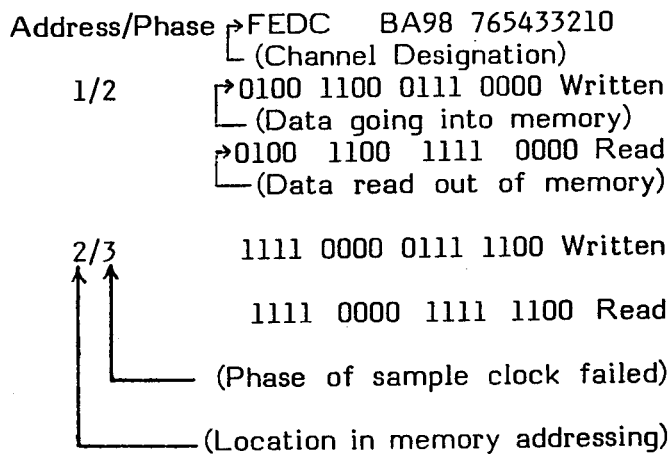 Address/Phase FEDC BA98 765433210
(Channel Designation)
1/2 0100 1100 0111 0000 Written
(Data going into memory)
0100 1100 1111 0000 Read
(Data read out of memory)
2/3 1111 0000 0111 1100 Written
1111 0000 1111 1100 Read
(Phase of sample clock failed)
(Location in memory addressing)